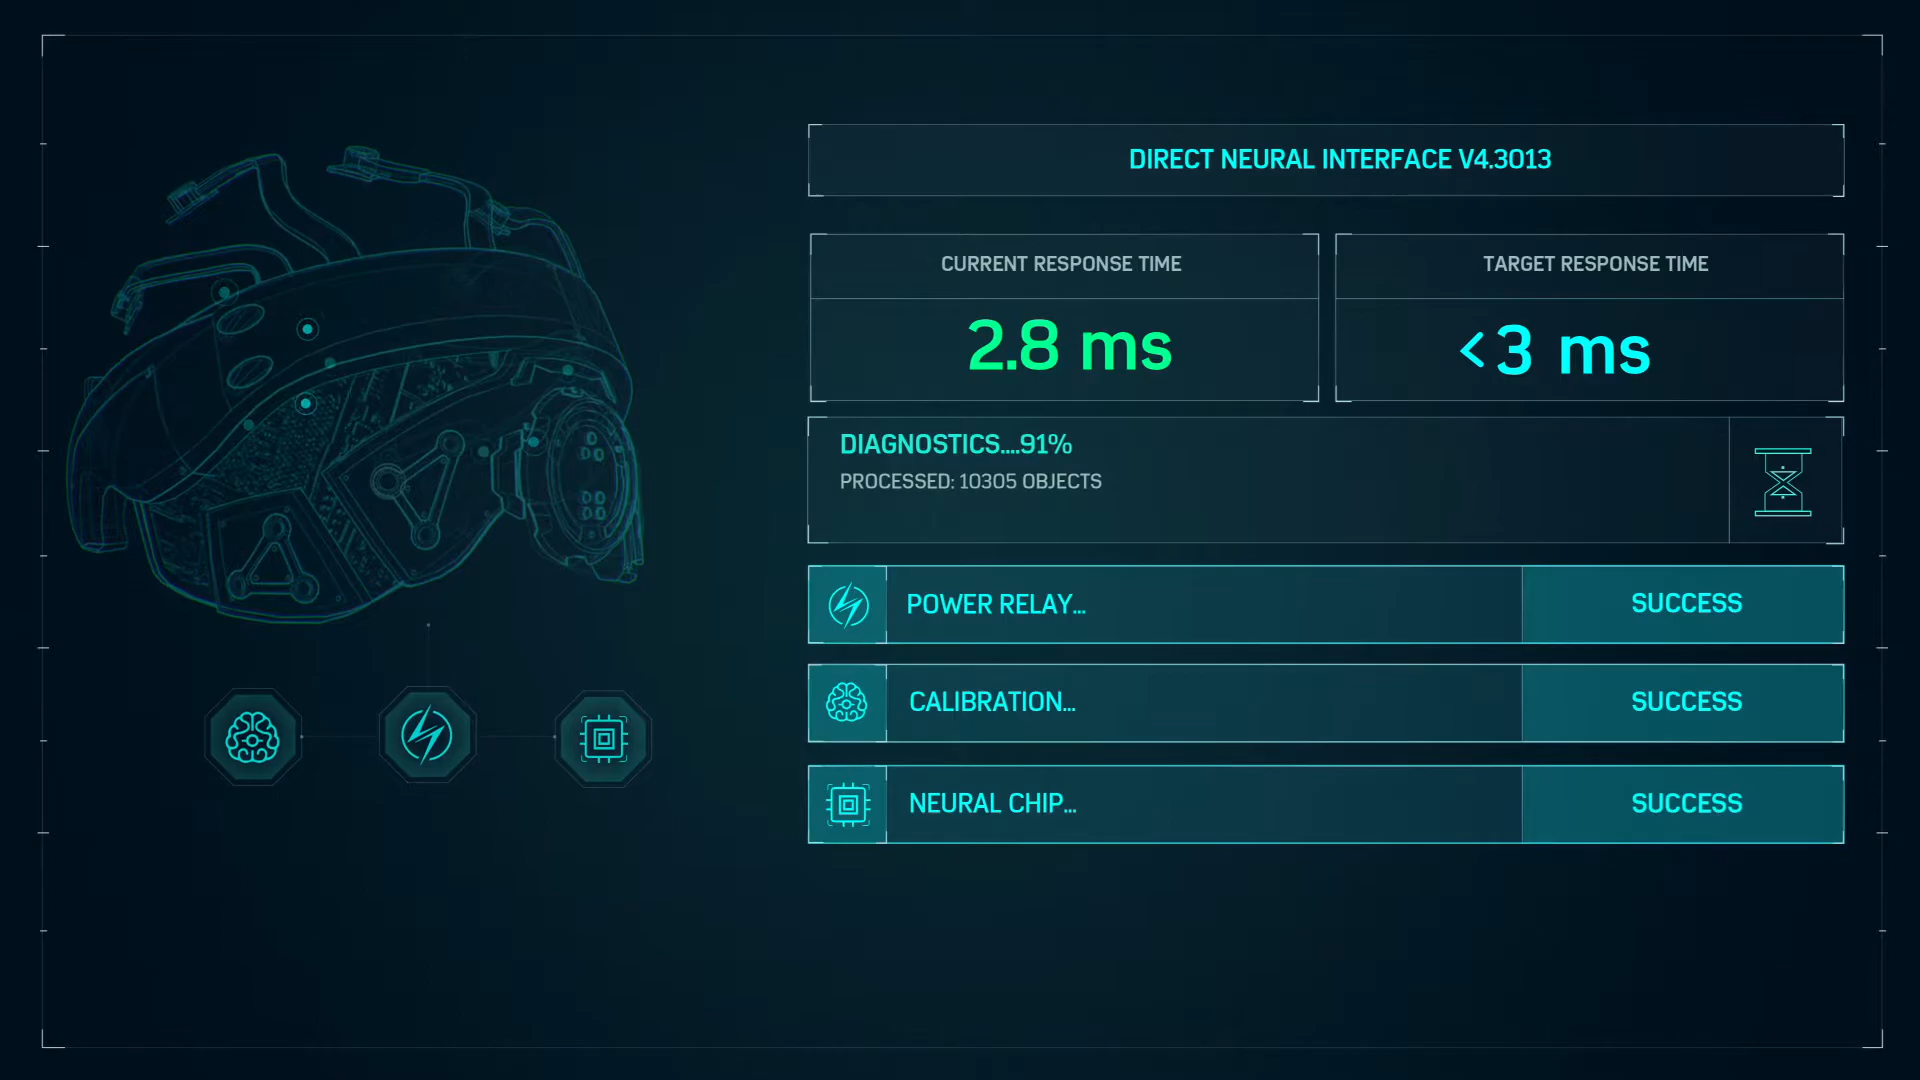 DIRECT NEURAL INTERFACE V4.3013
CURRENT RESPONSE TIME
2.8 ms
TARGET RESPONSE TIME
<3 ms
DIAGNOSTICS....91%
PROCESSED: 10305 OBJECTS
POWER RELAY...
SUCCESS
CALIBRATION...
SUCCESS
NEURAL CHIP...
SUCCESS